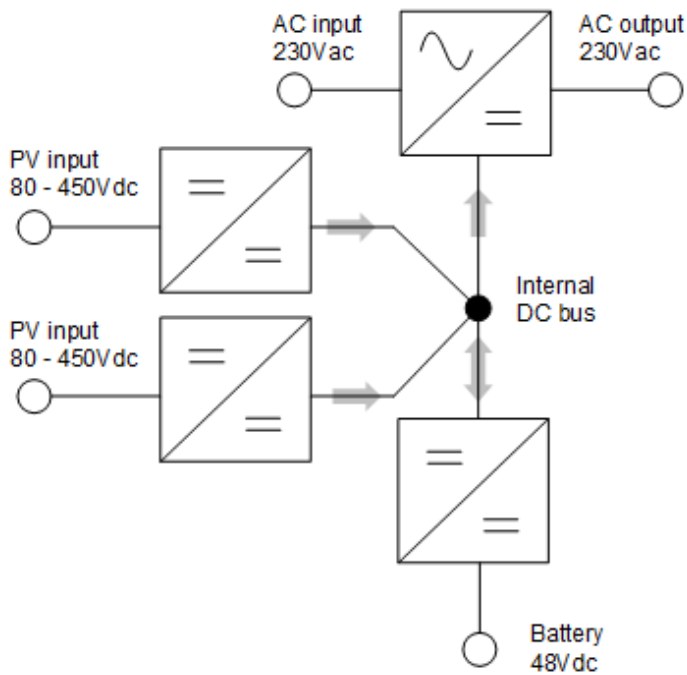 AC input
230Vac
AC output
230Vac
PV input
80 - 450Vdc
Internal
DC bus
PV input
80 - 450Vdc
Battery
48Vdc